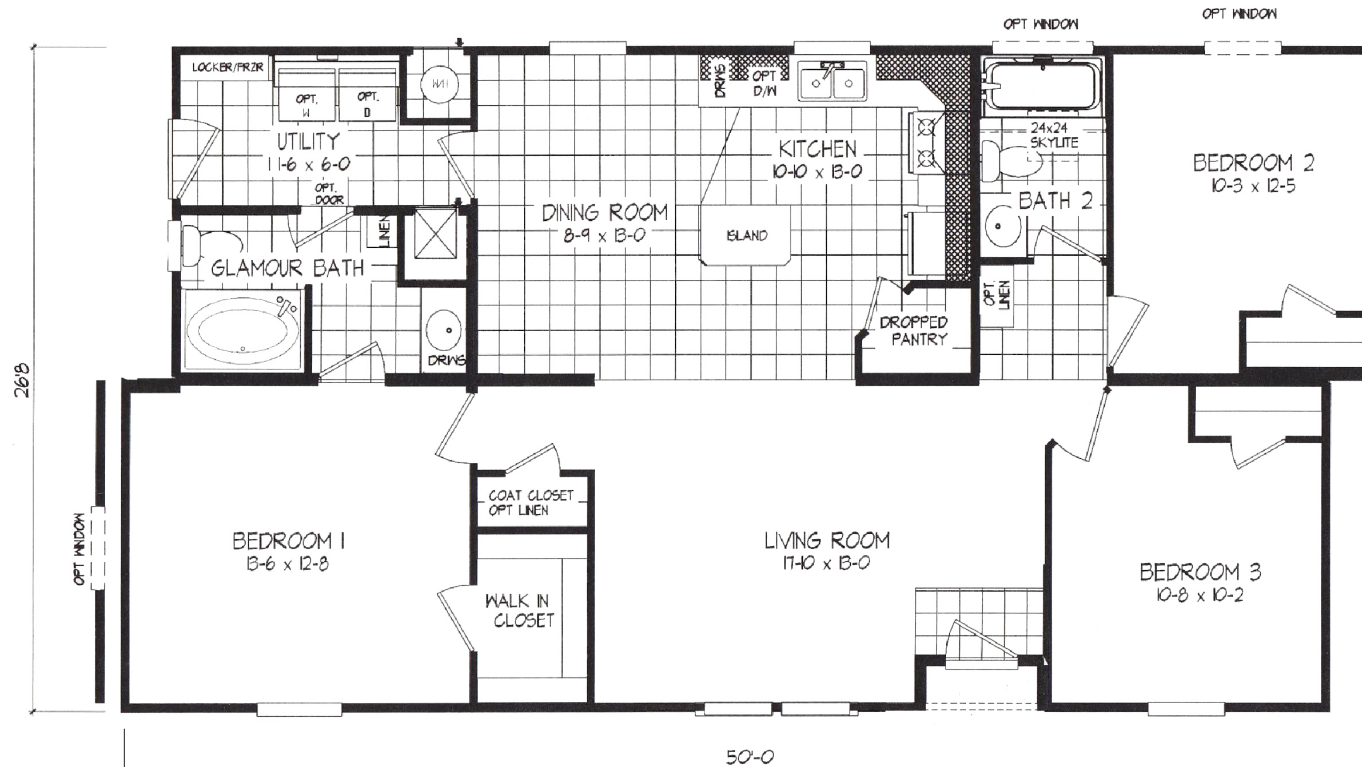 OPT WINDOW
OPT WINDOW
LOCKER/FRZR
OPT.
W
OPT.
D
WH
UTILITY
11-6 x 6-0
OPT.
DOOR
DRWS
OPT
D/W
KITCHEN
10-10 x 13-0
DINING ROOM
8-9 x 13-0
ISLAND
24x24
SKYLITE
BATH 2
BEDROOM 2
10-3 x 12-5
LINEN
GLAMOUR BATH
DRWS
DROPPED
PANTRY
OPT.
LINEN
26'8
OPT WINDOW
BEDROOM 1
13-6 x 12-8
COAT CLOSET
OPT LINEN
WALK IN
CLOSET
LIVING ROOM
17-10 x 13-0
BEDROOM 3
10-8 x 10-2
50'-0